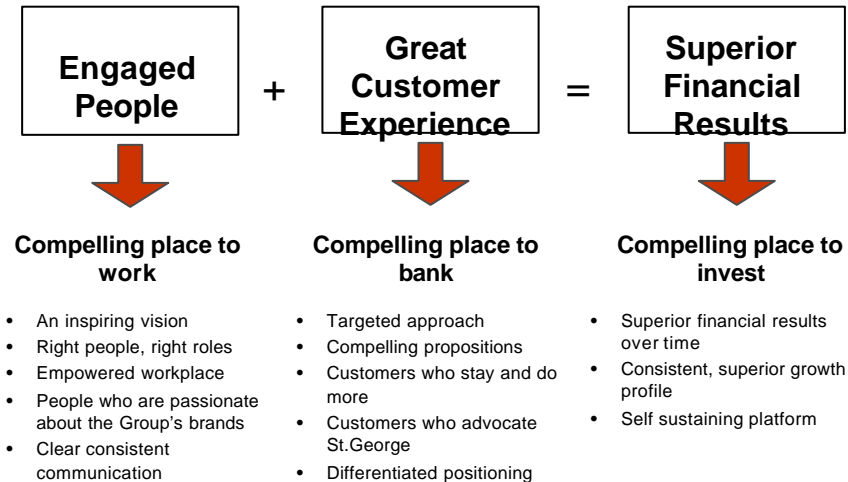 Engaged
People
+
Great
Customer
Experience
=
Superior
Financial
Results
Compelling place to
work
• An inspiring vision
• Right people, right roles
• Empowered workplace
• People who are passionate
about the Group's brands
• Clear consistent
communication
Compelling place to
bank
• Targeted approach
• Compelling propositions
• Customers who stay and do
more
• Customers who advocate
St.George
• Differentiated positioning
Compelling place to
invest
• Superior financial results
over time
• Consistent, superior growth
profile
• Self sustaining platform